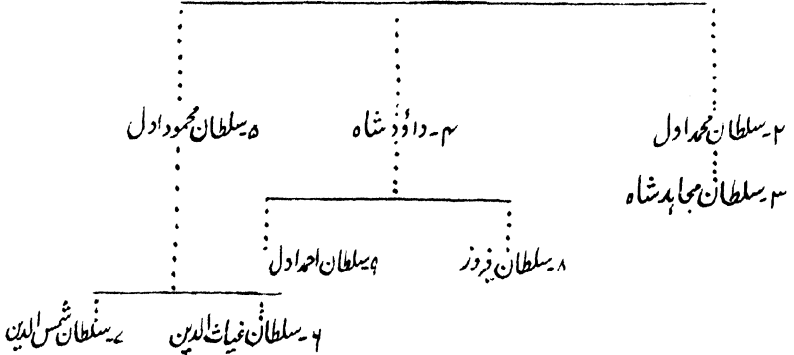 ۲۔سلطان محمد اول
۴۔داؤد شاہ
۵۔سلطان محمود اول
۳۔سلطان مجاہد شاہ
۸۔سلطان فیروز
۹۔سلطان احمد اول
۶۔سلطان غیاث الدین
۷۔سلطان شمس الدین